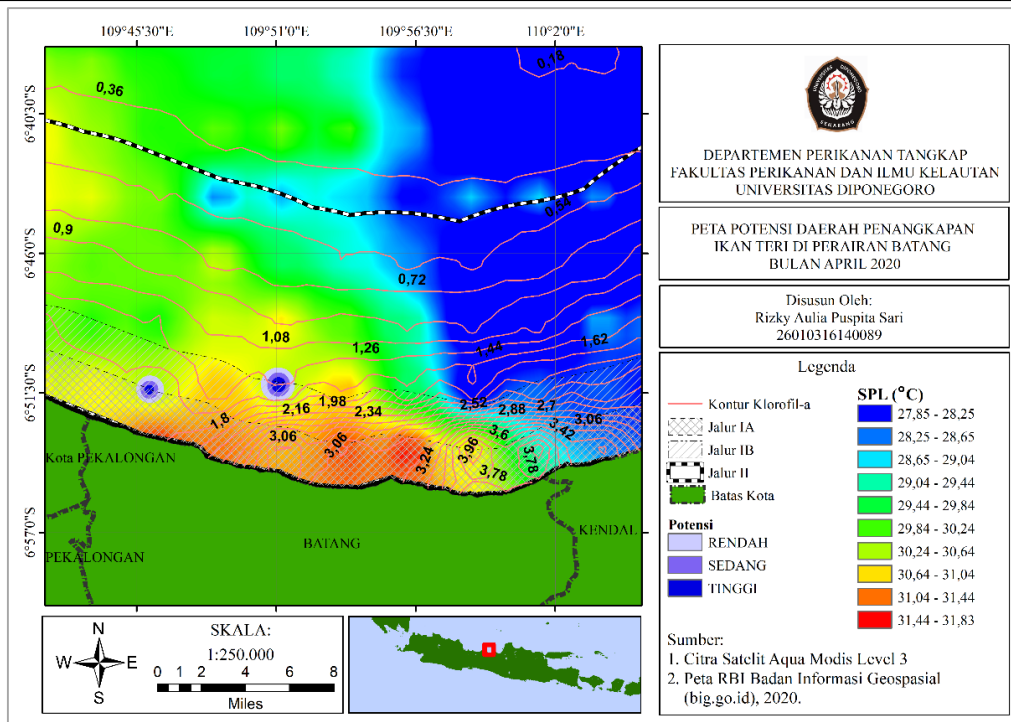 109°45'30"E
109°51'0"E
109°56'30"E
110°2'0"E
6°40'30"S
6°46'0"S
6°51'30"S
6°57'0"S
0,18
0,36
0,54
0,9
0,72
1,08
1,26
1,44
1,62
1,8
2,16
1,98
2,34
2,52
2,88
2,7
3,06
3,06
3,06
3,24
3,6
3,42
3,96
3,78
3,78
Kota PEKALONGAN
PEKALONGAN
BATANG
KENDAL
N
W
E
S
SKALA:
1:250.000
0 1 2 4 6 8
Miles
UNIVERSITAS DIPONEGORO
SEMARANG
DEPARTEMEN PERIKANAN TANGKAP
FAKULTAS PERIKANAN DAN ILMU KELAUTAN
UNIVERSITAS DIPONEGORO
PETA POTENSI DAERAH PENANGKAPAN
IKAN TERI DI PERAIRAN BATANG
BULAN APRIL 2020
Disusun Oleh:
Rizky Aulia Puspita Sari
26010316140089
Legenda
Kontur Klorofil-a
Jalur IA
Jalur IB
Jalur II
Batas Kota
Potensi
RENDAH
SEDANG
TINGGI
SPL (°C)
27,85 - 28,25
28,25 - 28,65
28,65 - 29,04
29,04 - 29,44
29,44 - 29,84
29,84 - 30,24
30,24 - 30,64
30,64 - 31,04
31,04 - 31,44
31,44 - 31,83
Sumber:
1. Citra Satelit Aqua Modis Level 3
2. Peta RBI Badan Informasi Geospasial
(big.go.id), 2020.